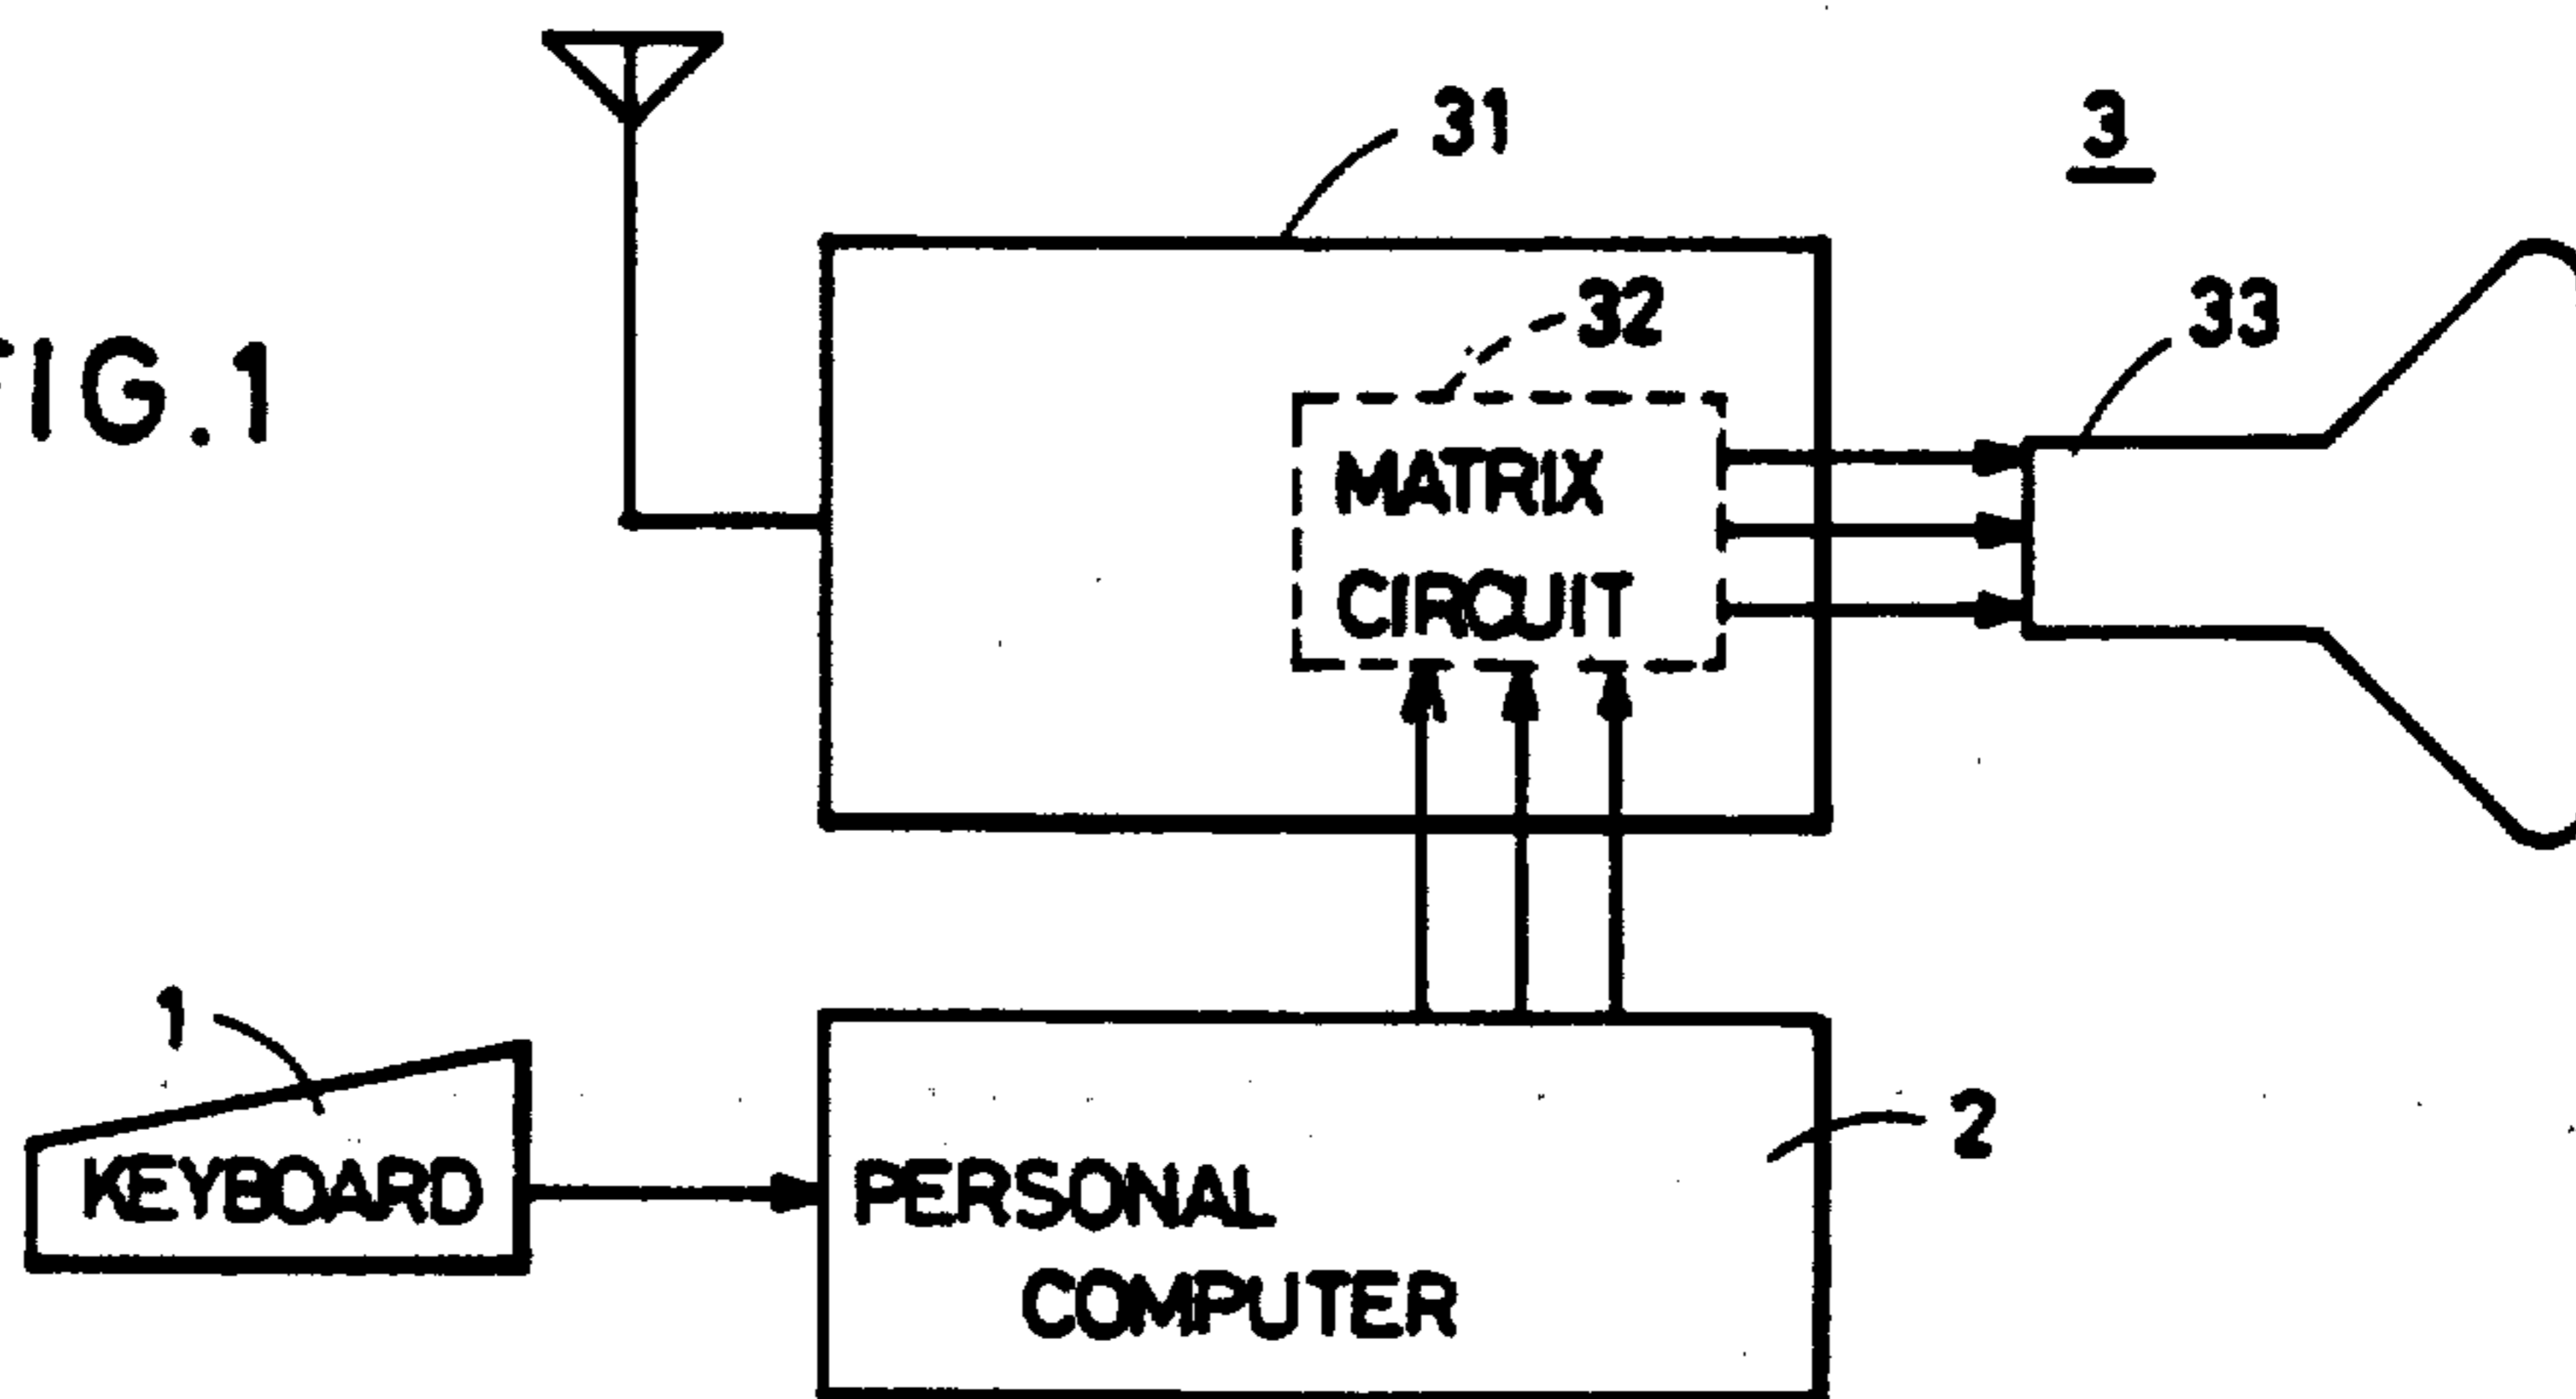 31
3
32
33
FIG.1
MATRIX
CIRCUIT
1
2
KEYBOARD
PERSONAL
COMPUTER